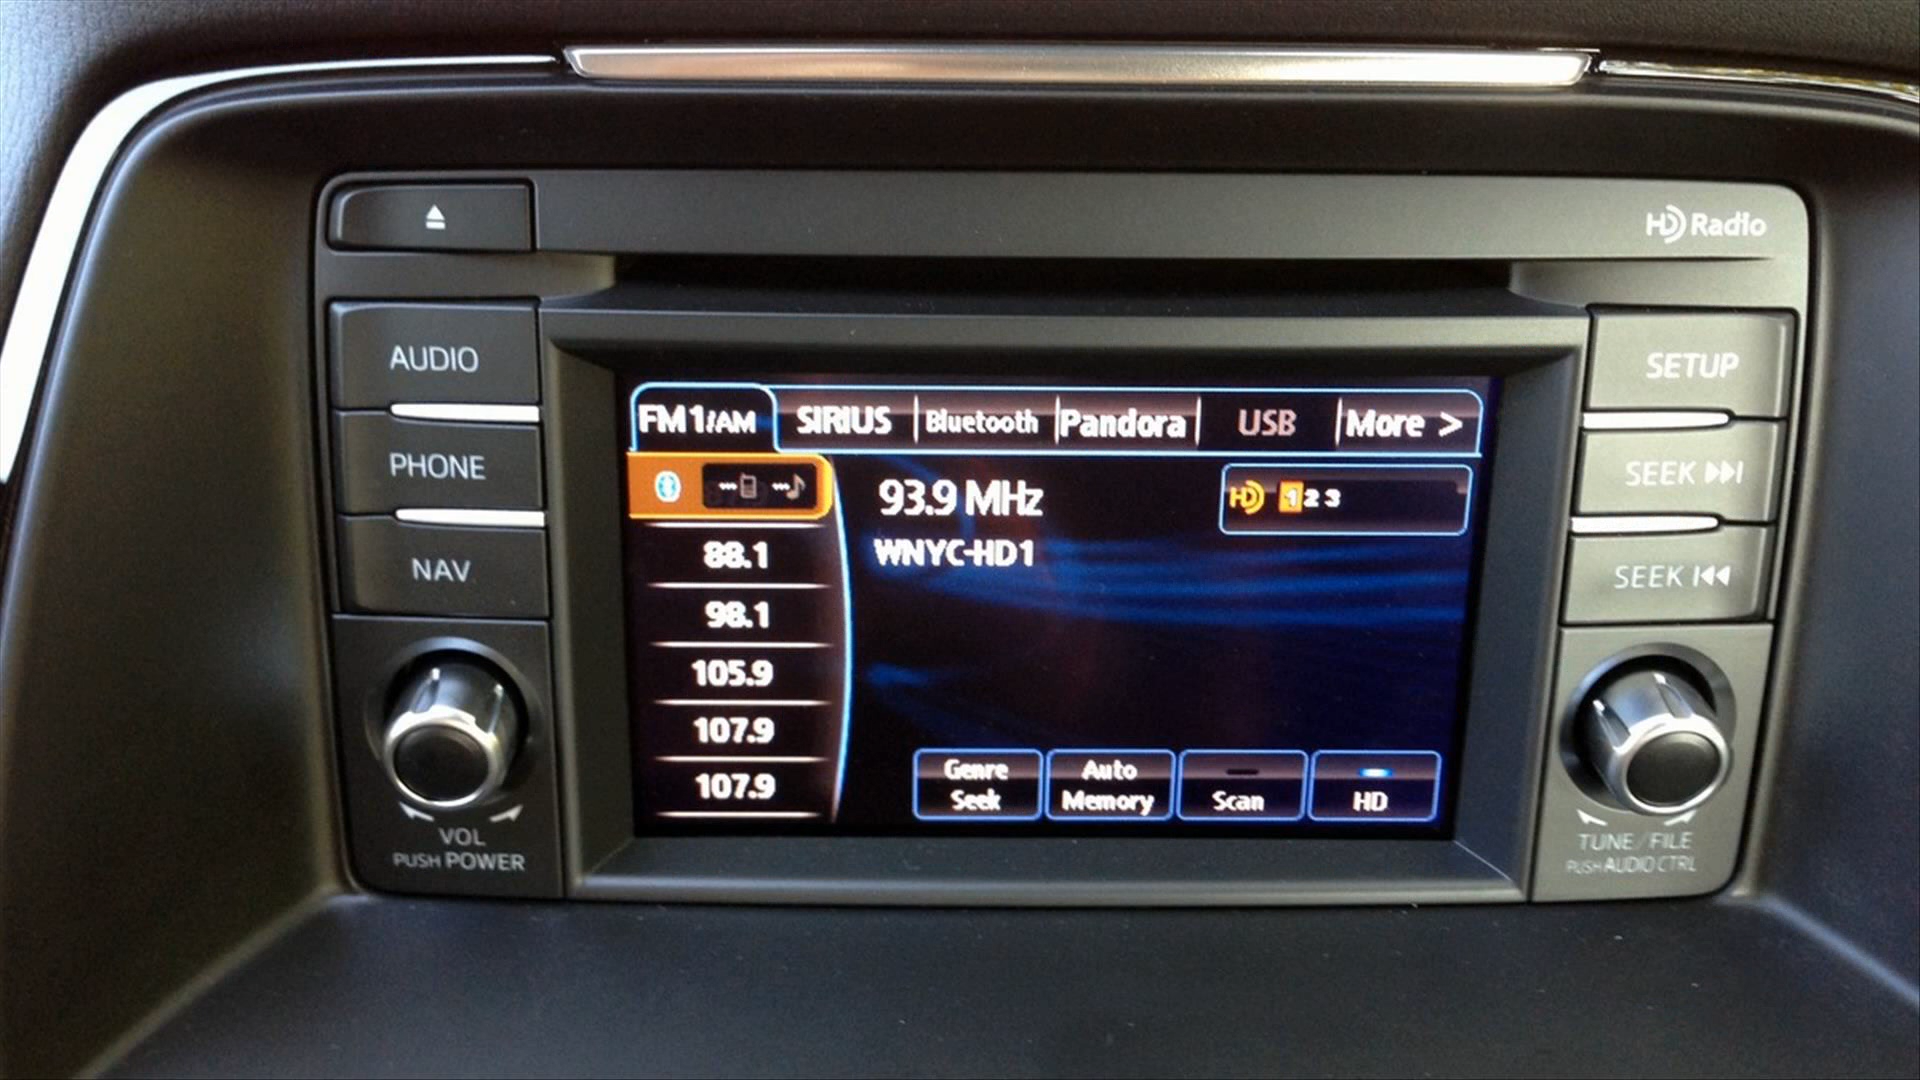 HD Radio
AUDIO
PHONE
NAV
VOL
PUSH POWER
FM1/AM SIRIUS Bluetooth Pandora USB More >
93.9 MHz
HD 1 2 3
WNYC-HD1
88.1
98.1
105.9
107.9
107.9
Genre Seek
Auto Memory
Scan
HD
SETUP
SEEK
SEEK
TUNE/FILE
PUSH AUDIO CTRL